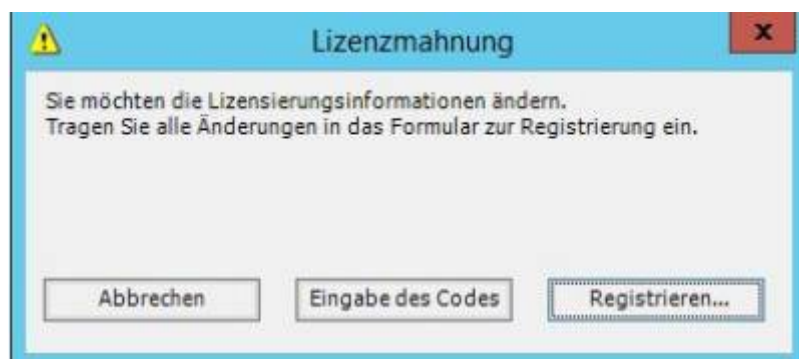 Lizenzmahnung
x
Sie möchten die Lizensierungsinformationen ändern.
Tragen Sie alle Änderungen in das Formular zur Registrierung ein.
Abbrechen Eingabe des Codes Registrieren...